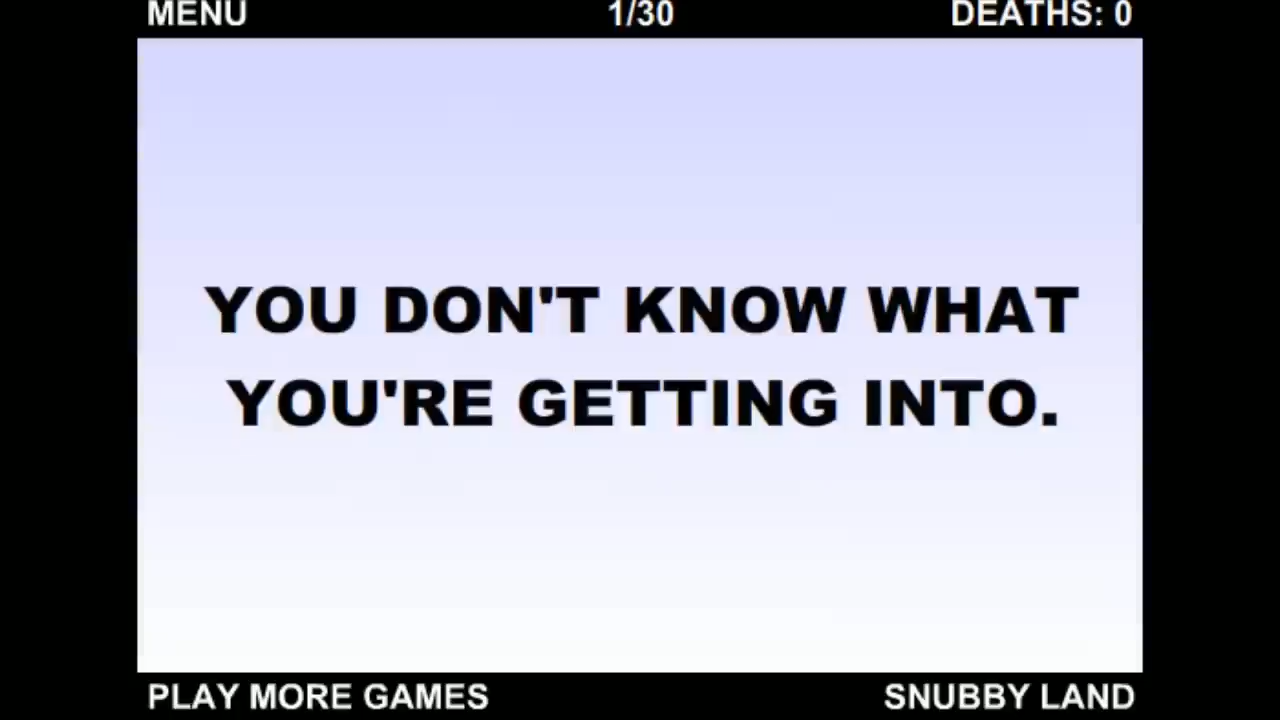 MENU 1/30 DEATHS: 0
YOU DON'T KNOW WHAT
YOU'RE GETTING INTO.
PLAY MORE GAMES SNUBBY LAND